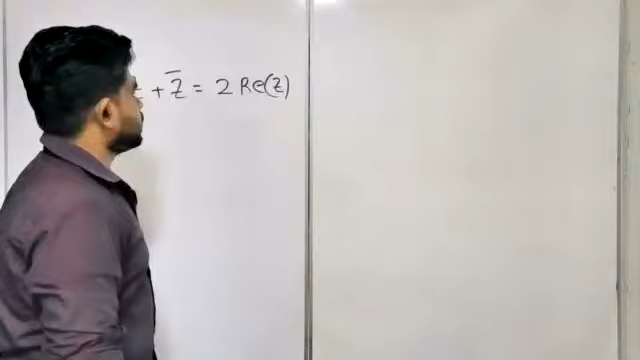 + z̄ = 2 Re(z)